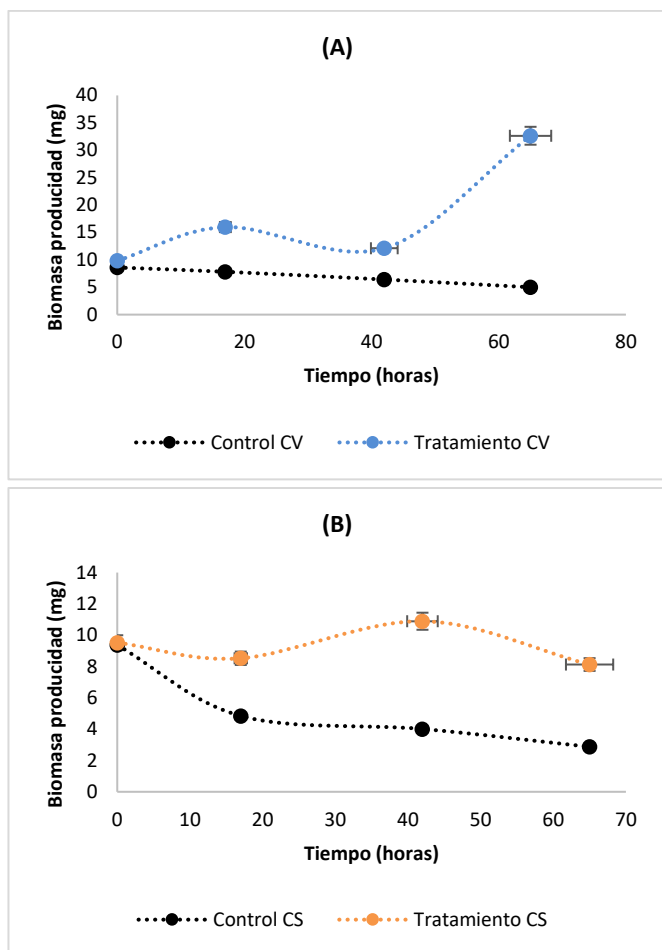 (A)
Biomasa producidad (mg)
40
35
30
25
20
15
10
5
0
0 20 40 60 80
Tiempo (horas)
Control CV Tratamiento CV
(B)
Biomasa producidad (mg)
14
12
10
8
6
4
2
0
0 10 20 30 40 50 60 70
Tiempo (horas)
Control CS Tratamiento CS